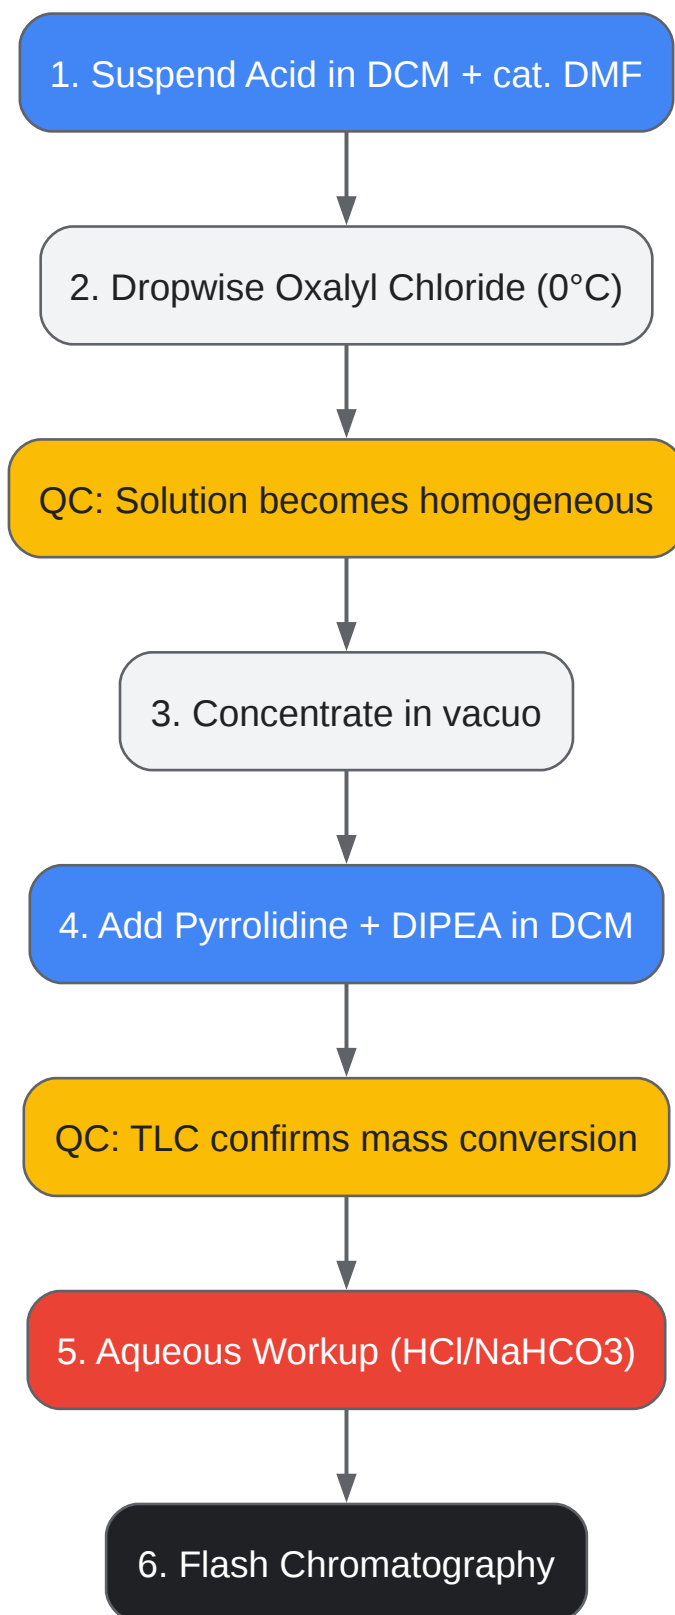 1. Suspend Acid in DCM + cat. DMF
2. Dropwise Oxalyl Chloride (0°C)
QC: Solution becomes homogeneous
3. Concentrate in vacuo
4. Add Pyrrolidine + DIPEA in DCM
QC: TLC confirms mass conversion
5. Aqueous Workup (HCl/NaHCO3)
6. Flash Chromatography